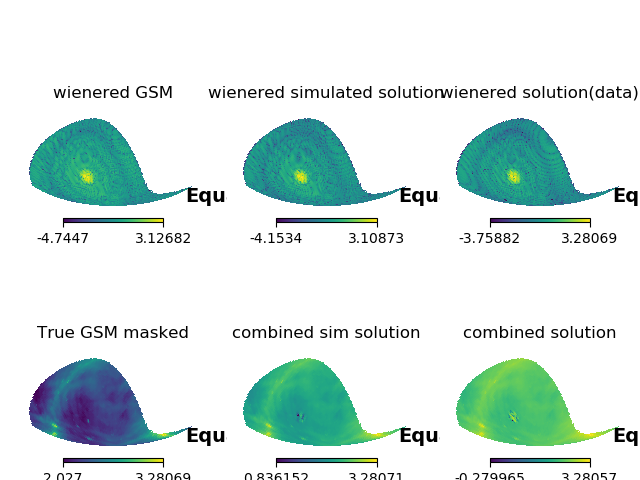 wienered GSM
wienered simulated solution
wienered solution(data)
Equ
Equ
Eq
-4.7447 3.12682
-4.1534 3.10873
-3.75882 3.28069
True GSM masked
combined sim solution
combined solution
Equ
Equ
Eq
2.027 3.28069
0.836152 3.28071
-0.279965 3.28057